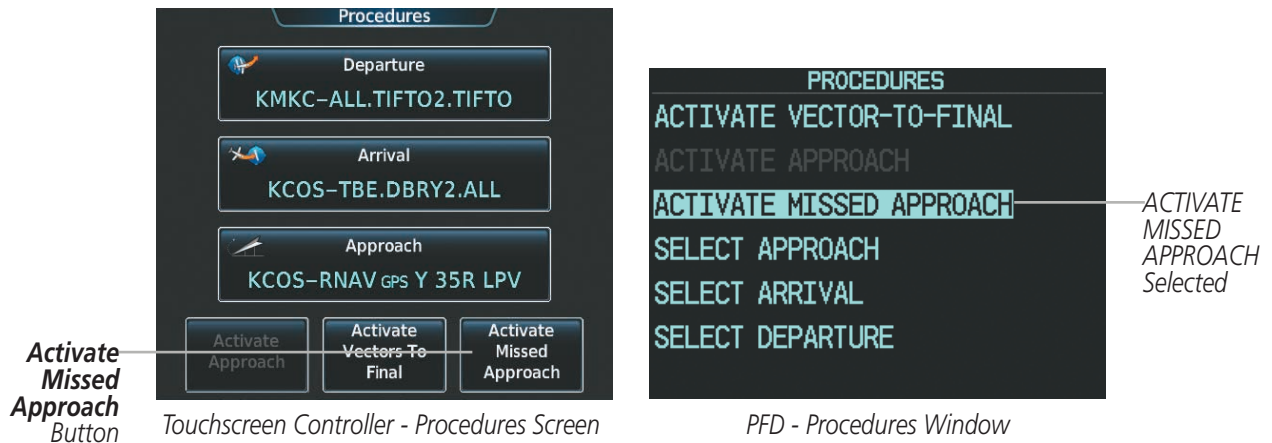 Procedures
Departure
KMKC–ALL.TIFTO2.TIFTO
Arrival
KCOS–TBE.DBRY2.ALL
Approach
KCOS–RNAV GPS Y 35R LPV
Activate
Approach
Activate
Vectors To
Final
Activate
Missed
Approach
Activate
Missed
Approach
Button
Touchscreen Controller - Procedures Screen
PROCEDURES
ACTIVATE VECTOR-TO-FINAL
ACTIVATE APPROACH
ACTIVATE MISSED APPROACH
SELECT APPROACH
SELECT ARRIVAL
SELECT DEPARTURE
ACTIVATE
MISSED
APPROACH
Selected
PFD - Procedures Window